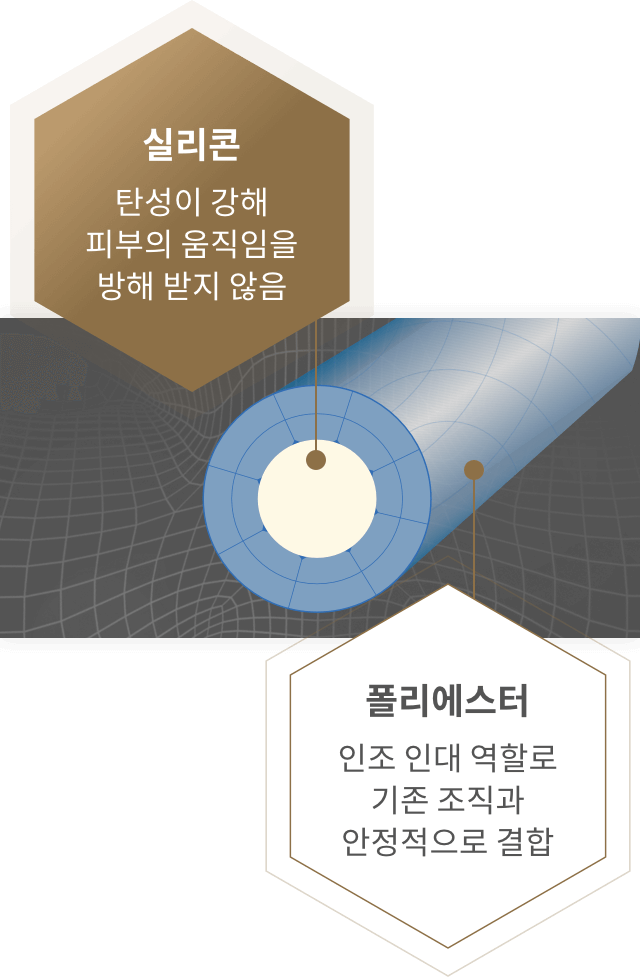 실리콘
탄성이 강해
피부의 움직임을
방해 받지 않음
폴리에스터
인조 인대 역할로
기존 조직과
안정적으로 결합